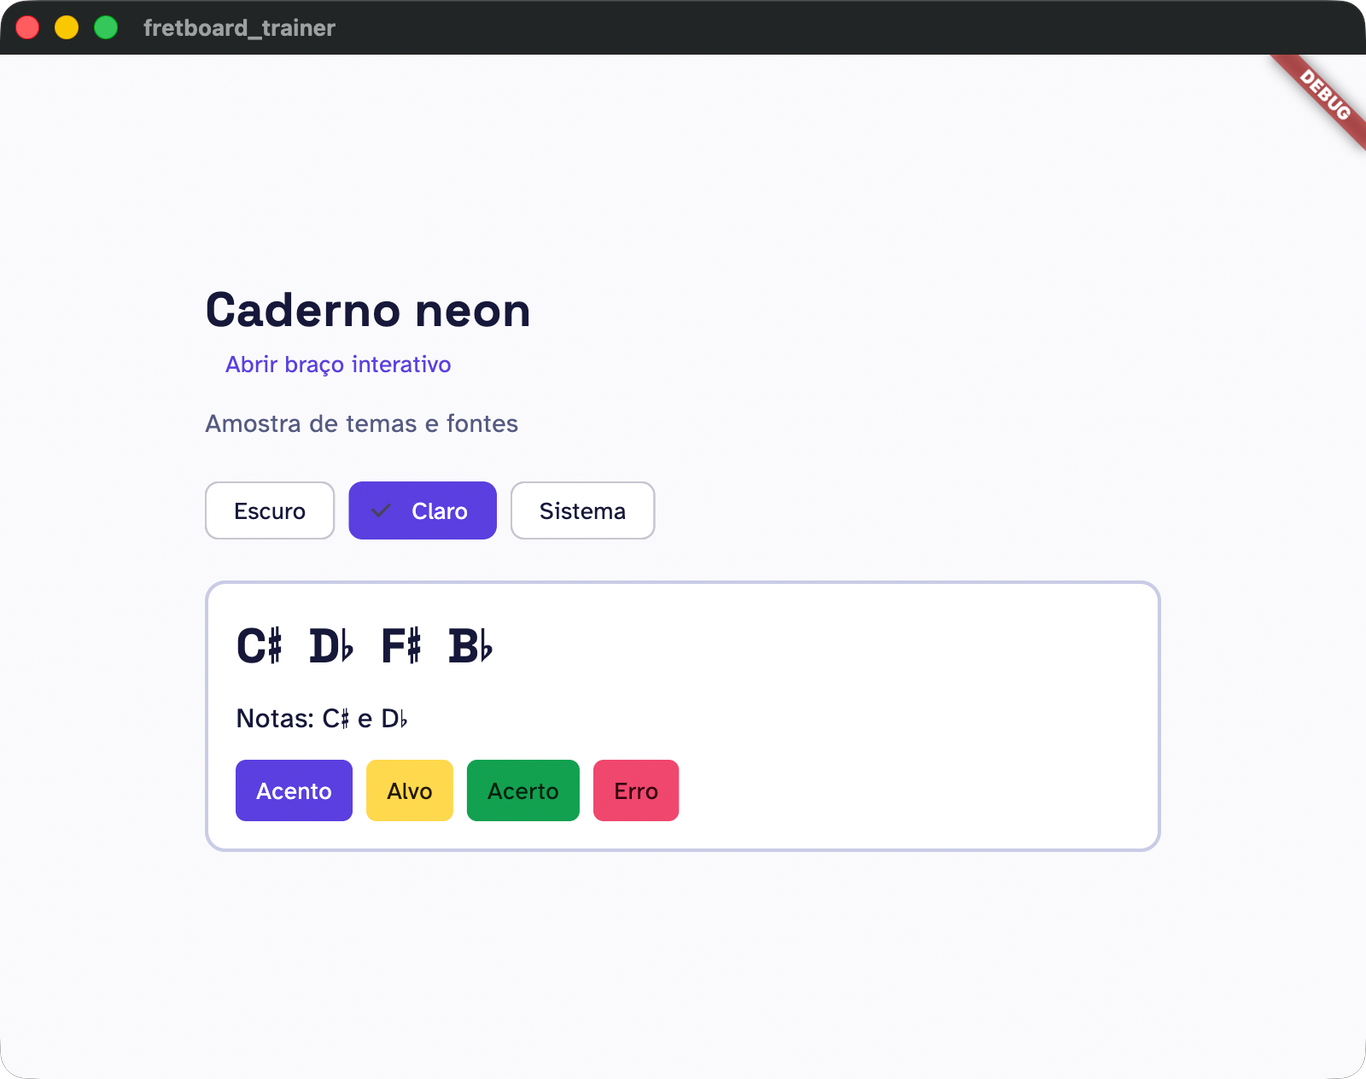 fretboard_trainer
DEBUG
Caderno neon
Abrir braço interativo
Amostra de temas e fontes
Escuro Claro Sistema
C♯ D♭ F♯ B♭
Notas: C♯ e D♭
Acento Alvo Acerto Erro